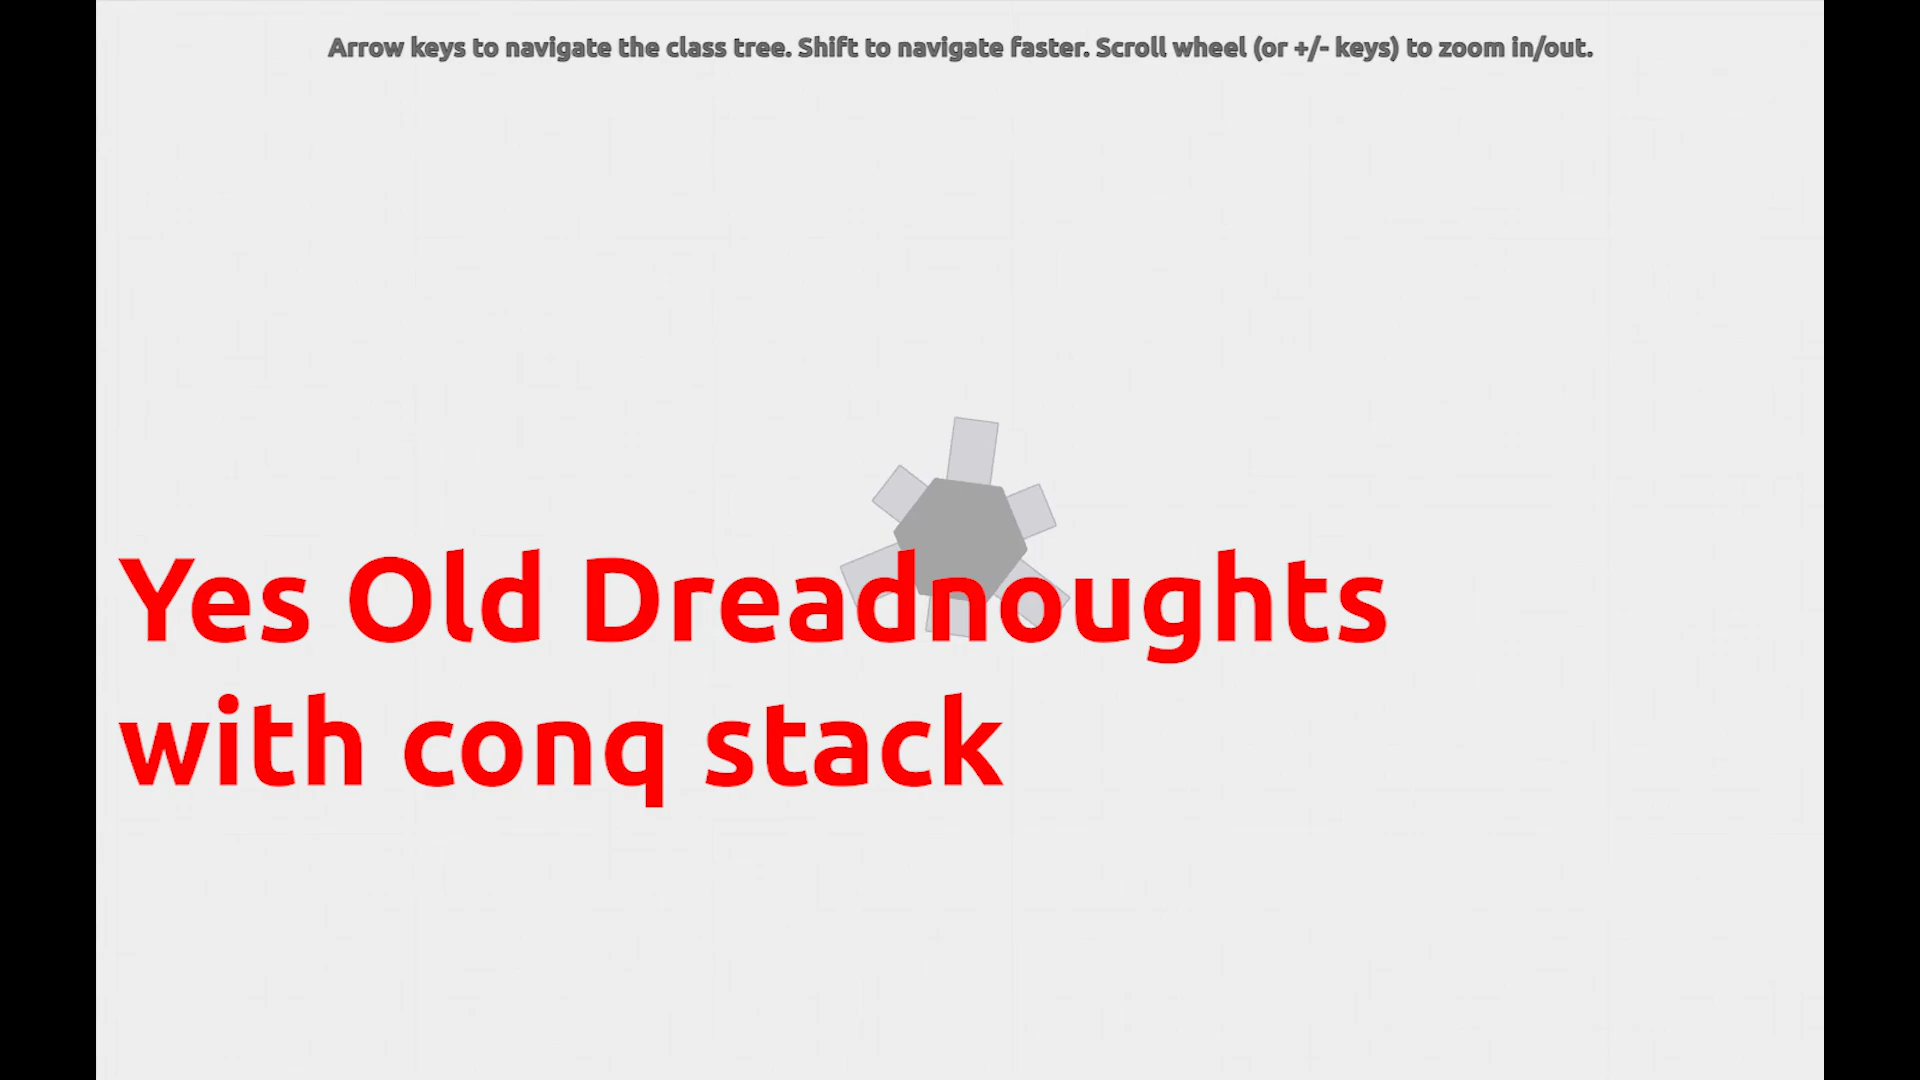 Arrow keys to navigate the class tree. Shift to navigate faster. Scroll wheel (or +/- keys) to zoom in/out.
Yes Old Dreadnoughts
with conq stack